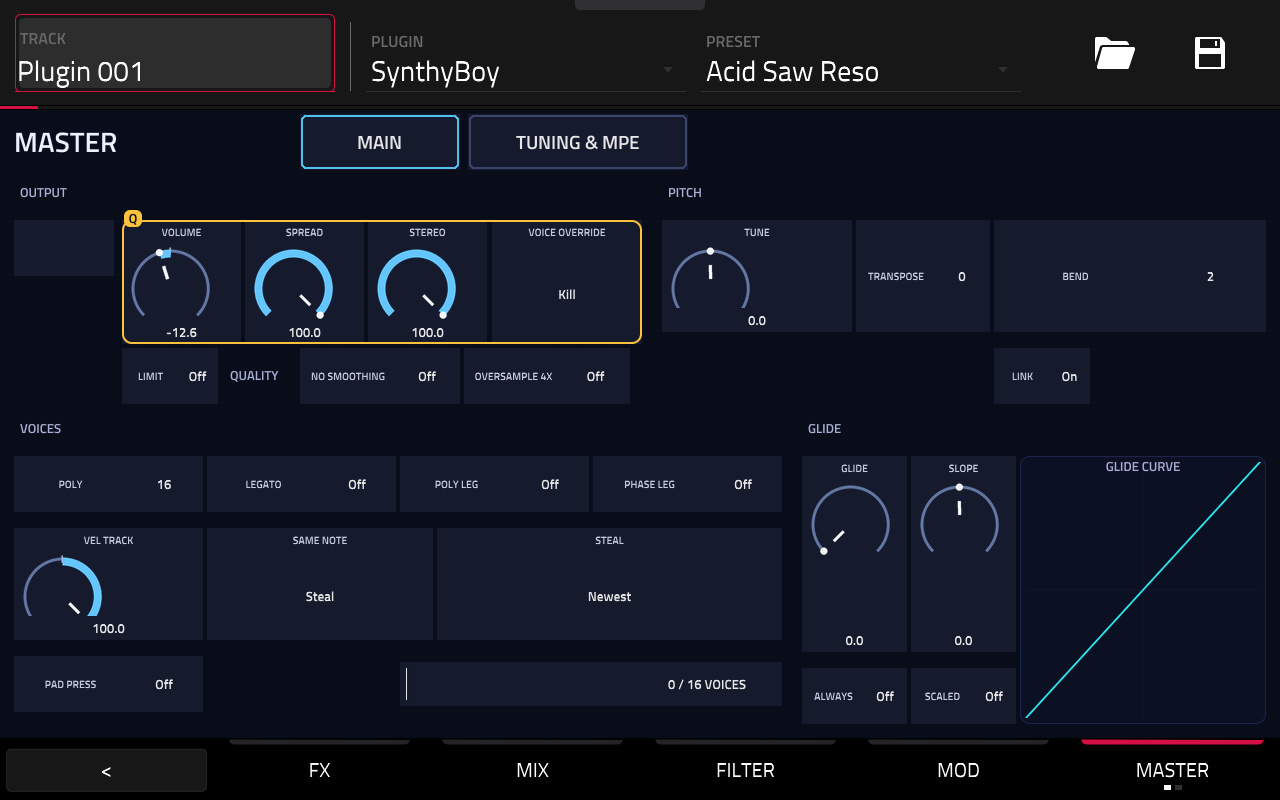 TRACK
Plugin 001
PLUGIN
SynthyBoy
PRESET
Acid Saw Reso
MASTER
MAIN
TUNING & MPE
OUTPUT
PITCH
Q
VOLUME
SPREAD
STEREO
VOICE OVERRIDE
TUNE
TRANSPOSE
0
BEND
2
Kill
-12.6
100.0
100.0
0.0
LIMIT
Off
QUALITY
NO SMOOTHING
Off
OVERSAMPLE 4X
Off
LINK
On
VOICES
GLIDE
POLY
16
LEGATO
Off
POLY LEG
Off
PHASE LEG
Off
GLIDE
SLOPE
GLIDE CURVE
VEL TRACK
SAME NOTE
STEAL
Steal
Newest
100.0
0.0
0.0
PAD PRESS
Off
0 / 16 VOICES
ALWAYS
Off
SCALED
Off
<
FX
MIX
FILTER
MOD
MASTER